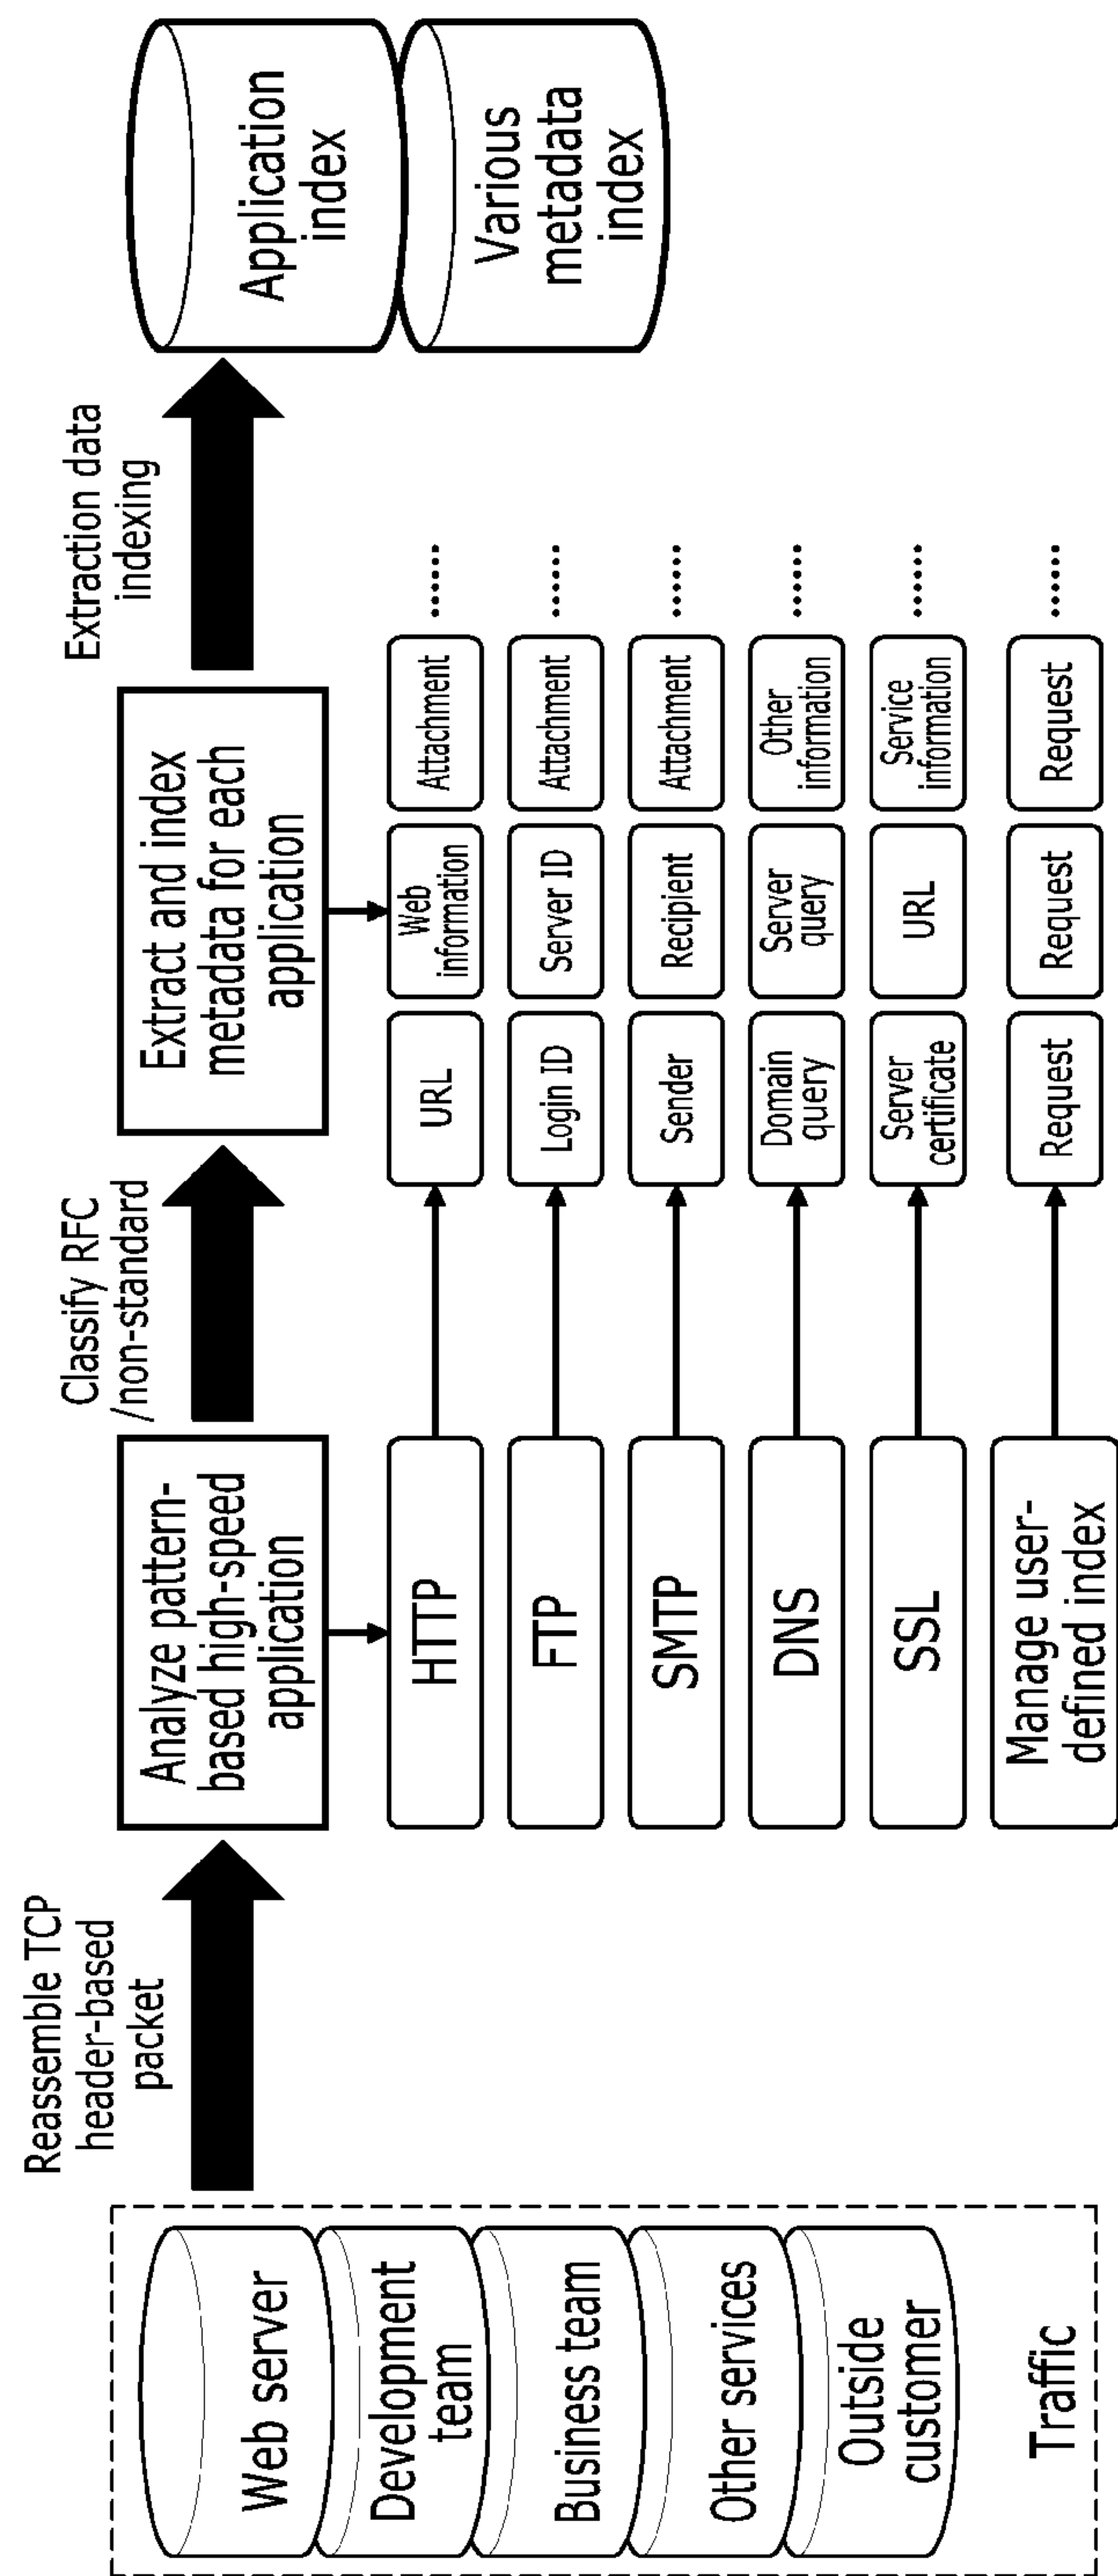 Web server
Development
team
Business team
Other services
Outside
customer
Traffic
Reassemble TCP
header-based
packet
Analyze pattern-
based high-speed
application
Classify RFC
/non-standard
Extract and index
metadata for each
application
Extraction data
indexing
Application
index
Various
metadata
index
HTTP
URL
Web
information
Attachment
......
FTP
Login ID
Server ID
Attachment
......
SMTP
Sender
Recipient
Attachment
......
DNS
Domain
query
Server
query
Other
information
......
SSL
Server
certificate
URL
Service
information
......
Manage user-
defined index
Request
Request
Request
......